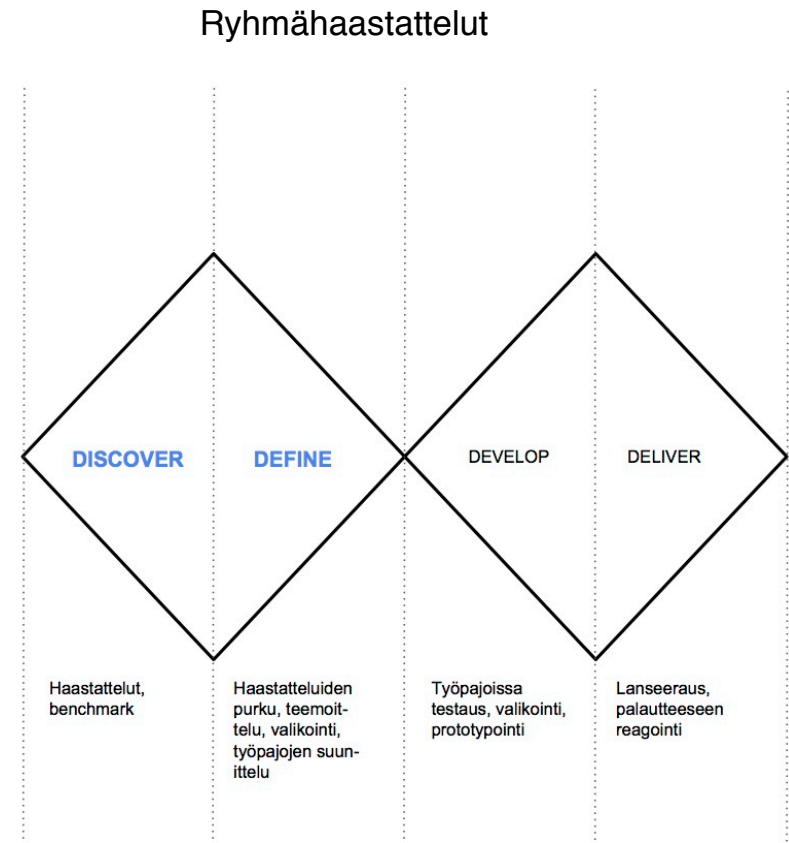 Ryhmähaastattelut
DISCOVER
DEFINE
DEVELOP
DELIVER
Haastattelut,
benchmark
Haastatteluiden
purku, teemoit-
telu, valikointi,
työpajojen suun-
ittelu
Työpajoissa
testaus, valikointi,
prototypointi
Lanseeraus,
palautteeseen
reagointi